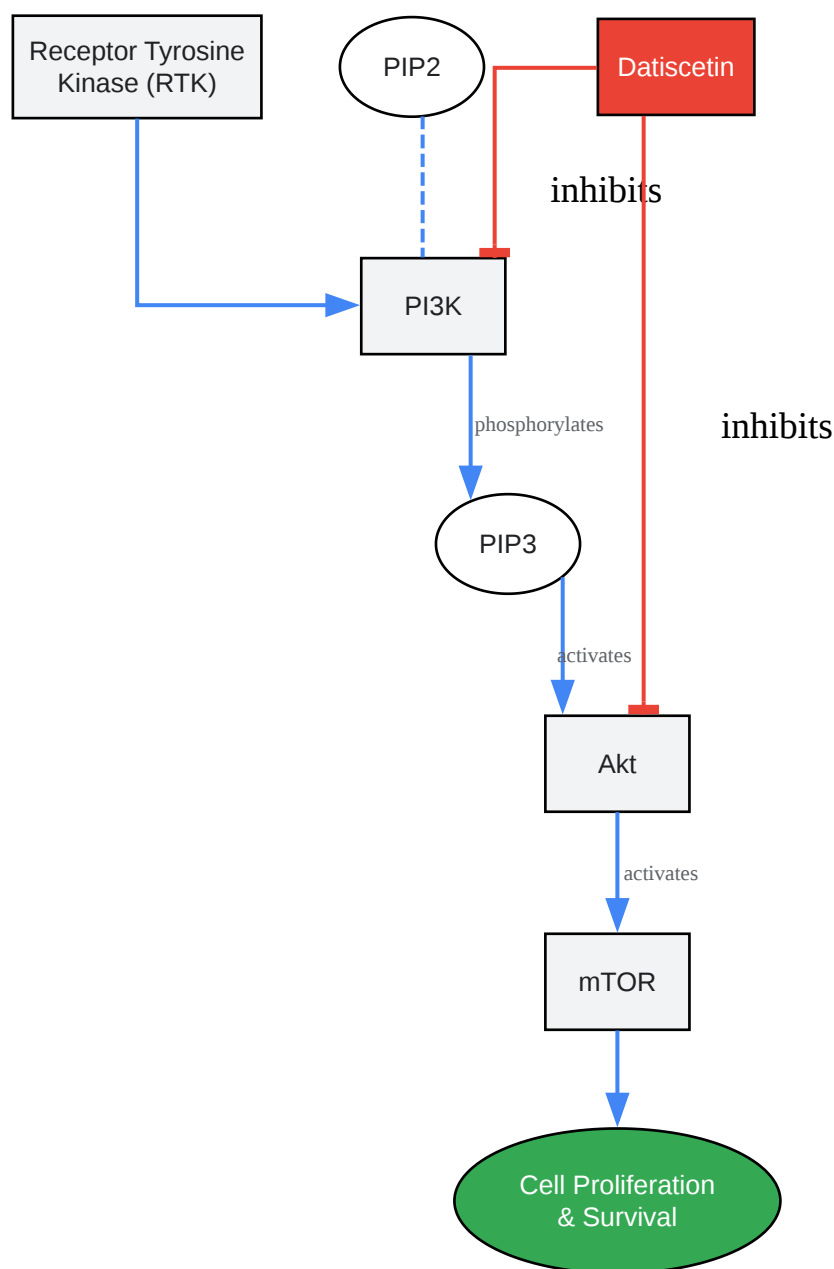 Receptor Tyrosine
Kinase (RTK)
PIP2
Datiscetin
inhibits
PI3K
phosphorylates
inhibits
PIP3
activates
Akt
activates
mTOR
Cell Proliferation
& Survival